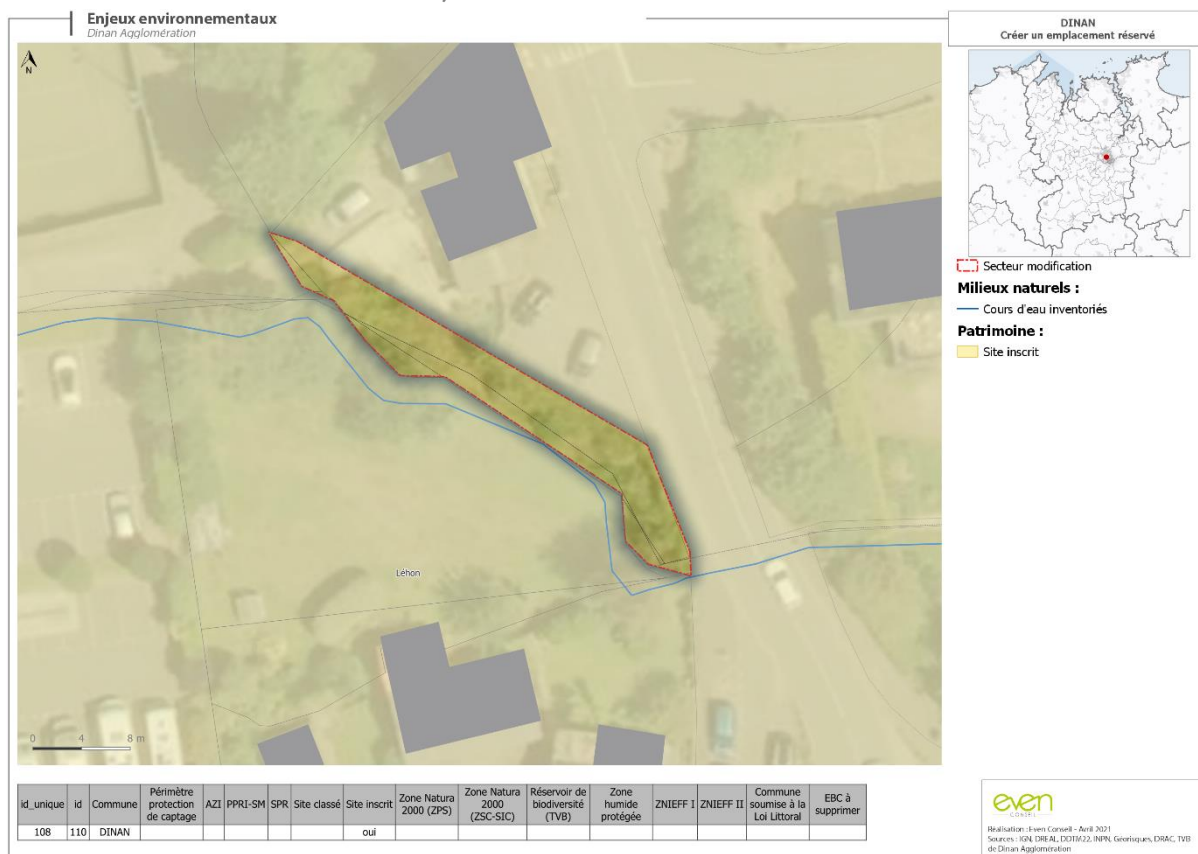 Enjeux environnementaux
Dinan Agglomération
N
Léhon
0 4 8 m
DINAN
Créer un emplacement réservé
Secteur modification
Milieux naturels :
Cours d'eau inventoriés
Patrimoine :
Site inscrit
id_unique id Commune Périmètre protection de captage AZI PPRI-SM SPR Site classé Site inscrit Zone Natura 2000 (ZPS) Zone Natura 2000 (ZSC-SIC) Réservoir de biodiversité (TVB) Zone humide protégée ZNIEFF I ZNIEFF II Commune soumise à la Loi Littoral EBC à supprimer
108 110 DINAN oui
even
CONSEIL
Réalisation : Even Conseil - Avril 2021
Sources : IGN, DREAL, DDTM22, INPN, Géorisques, DRAC, TVB
de Dinan Agglomération